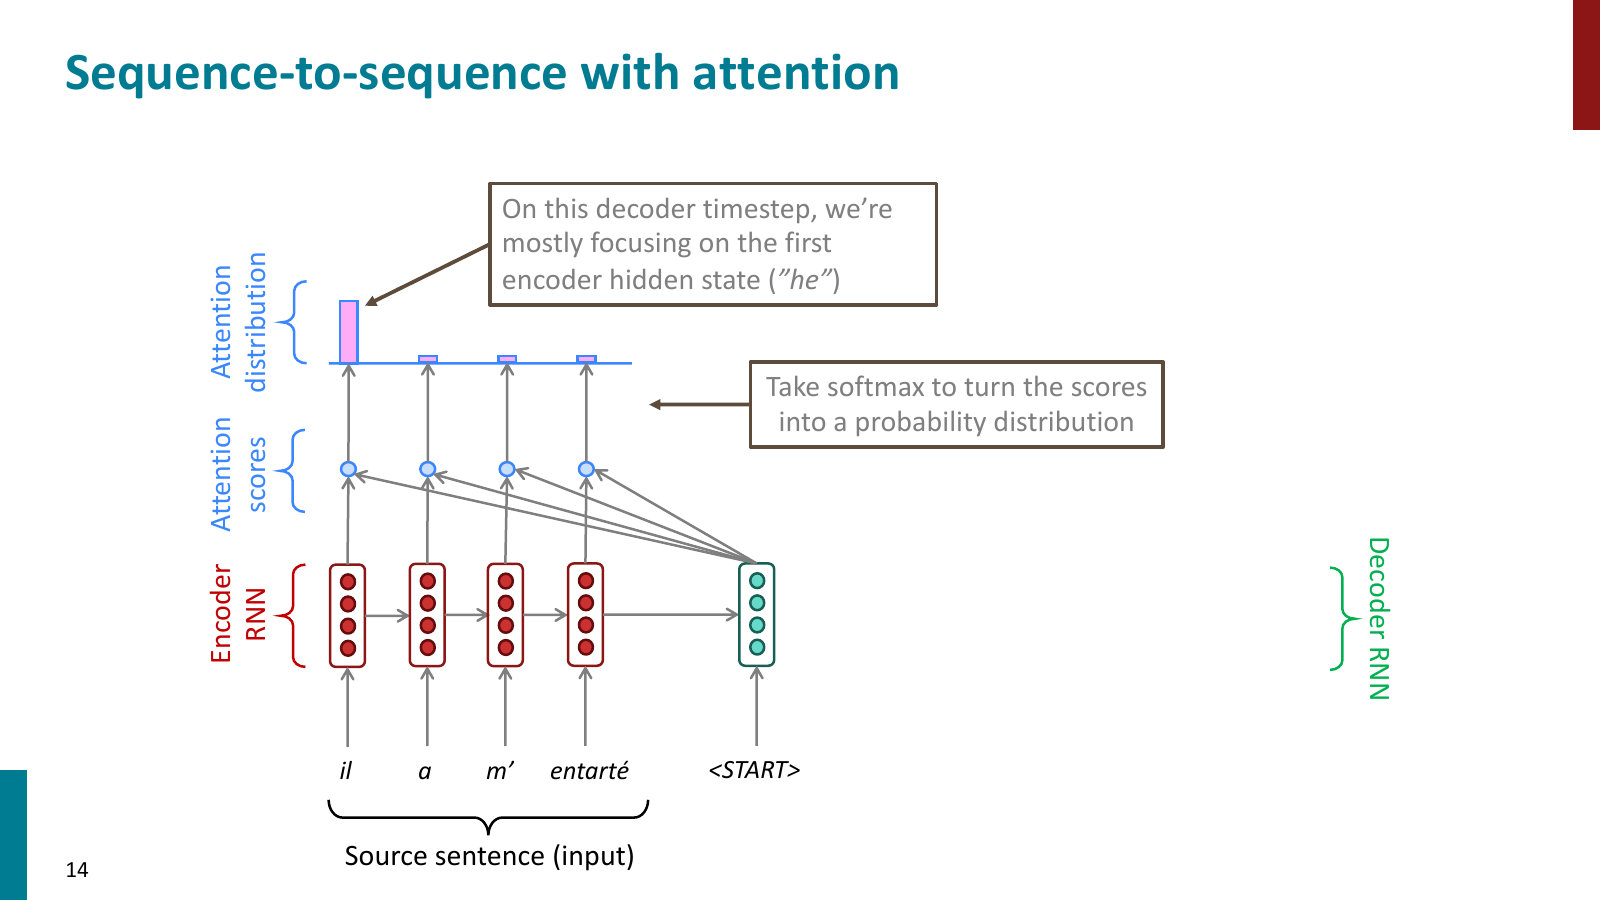 Sequence-to-sequence with attention
On this decoder timestep, we’re
mostly focusing on the first
encoder hidden state (”he”)
Attention
distribution
Take softmax to turn the scores
into a probability distribution
Attention
scores
Encoder
RNN
Decoder RNN
il a m’ entarté <START>
Source sentence (input)
14